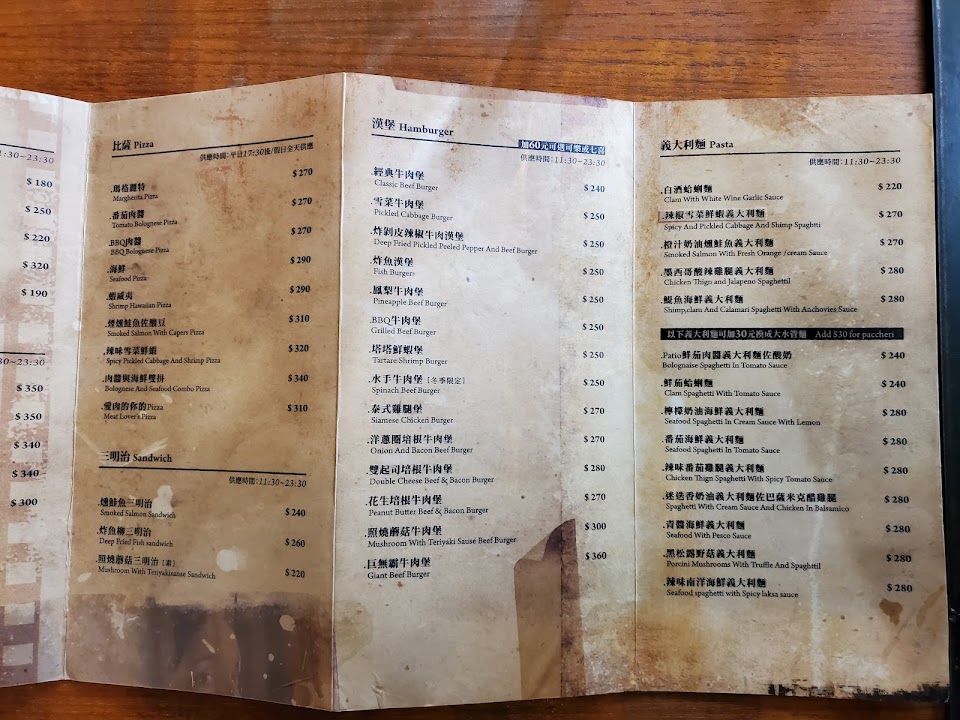 1:30~23:30
$ 180
$ 250
$ 220
$ 320
$ 190
0~23:30
$ 350
$ 350
$ 340
$ 340
$ 300
比薩 Pizza
供應時間:平日17:30後/假日全天供應
.瑪格麗特 $ 270
Margherita Pizza
.番茄肉醬 $ 270
Tomato Bolognese Pizza
.BBQ肉醬 $ 270
BBQ Bolognese Pizza
.海鮮 $ 290
Seafood Pizza
.蝦威夷 $ 290
Shrimp Hawaiian Pizza
.煙燻鮭魚佐酸豆 $ 310
Smoked Salmon With Capers Pizza
.辣味雪菜鮮蝦 $ 320
Spicy Pickled Cabbage And Shrimp Pizza
.肉醬與海鮮雙拼 $ 340
Bolognese And Seafood Combo Pizza
.愛肉的你的Pizza $ 310
Meat Lover's Pizza
三明治 Sandwich
供應時間:11:30~23:30
.燻鮭魚三明治 $ 240
Smoked Salmon Sandwich
.炸魚柳三明治 $ 260
Deep Fried Fish sandwich
.照燒蘑菇三明治 [素] $ 220
Mushroom With Teriyakisause Sandwich
漢堡 Hamburger
加60元可選可樂或七喜
供應時間:11:30~23:30
.經典牛肉堡 $ 240
Classic Beef Burger
.雪菜牛肉堡 $ 250
Pickled Cabbage Burger
.炸剝皮辣椒牛肉漢堡 $ 250
Deep Fried Pickled Peeled Pepper And Beef Burger
.炸魚漢堡 $ 250
Fish Burgers
.鳳梨牛肉堡 $ 250
Pineapple Beef Burger
.BBQ牛肉堡 $ 250
Grilled Beef Burger
.塔塔鮮蝦堡 $ 250
Tartare Shrimp Burger
.水手牛肉堡 [冬季限定] $ 250
Spinach Beef Burger
.泰式雞腿堡 $ 270
Siamese Chicken Burger
.洋蔥圈培根牛肉堡 $ 270
Onion And Bacon Beef Burger
.雙起司培根牛肉堡 $ 280
Double Cheese Beef & Bacon Burger
.花生培根牛肉堡 $ 270
Peanut Butter Beef & Bacon Burger
.照燒蘑菇牛肉堡 $ 300
Mushroom With Teriyaki Sause Beef Burger
.巨無霸牛肉堡 $ 360
Giant Beef Burger
義大利麵 Pasta
供應時間:11:30~23:30
.白酒蛤蜊麵 $ 220
Clam With White Wine Garlic Sauce
.辣椒雪菜鮮蝦義大利麵 $ 270
Spicy And Pickled Cabbage And Shimp Spaghtti
.橙汁奶油燻鮭魚義大利麵 $ 270
Smoked Salmon With Fresh Orange /cream Sauce
.墨西哥酸辣雞腿義大利麵 $ 280
Chicken Thign and Jalapeno Spaghettil
.鯷魚海鮮義大利麵 $ 280
Shimp,clam And Calamari Spaghettil With Anchovies Sauce
以下義大利麵可加30元換成大水管麵 Add $30 for paccheri
.Patio鮮茄肉醬義大利麵佐酸奶 $ 240
Bolognaise Spaghetti In Tomato Sauce
.鮮茄蛤蜊麵 $ 240
Clam Spaghetti With Tomato Sauce
.檸檬奶油海鮮義大利麵 $ 280
Seafood Spaghetti In Cream Sauce With Lemon
.番茄海鮮義大利麵 $ 280
Seafood Spaghetti In Tomato Sauce
.辣味番茄雞腿義大利麵 $ 280
Chicken Thign Spaghetti With Spicy Tomato Sauce
.迷迭香奶油義大利麵佐巴薩米克醋雞腿 $ 280
Spaghetti With Cream Sauce And Chicken In Balsamico
.青醬海鮮義大利麵 $ 280
Seafood With Pesco Sauce
.黑松露野菇義大利麵 $ 280
Porcini Mushrooms With Truffle And Spaghttil
.辣味南洋海鮮義大利麵 $ 280
Seafood spaghetti with Spicy laksa sauce